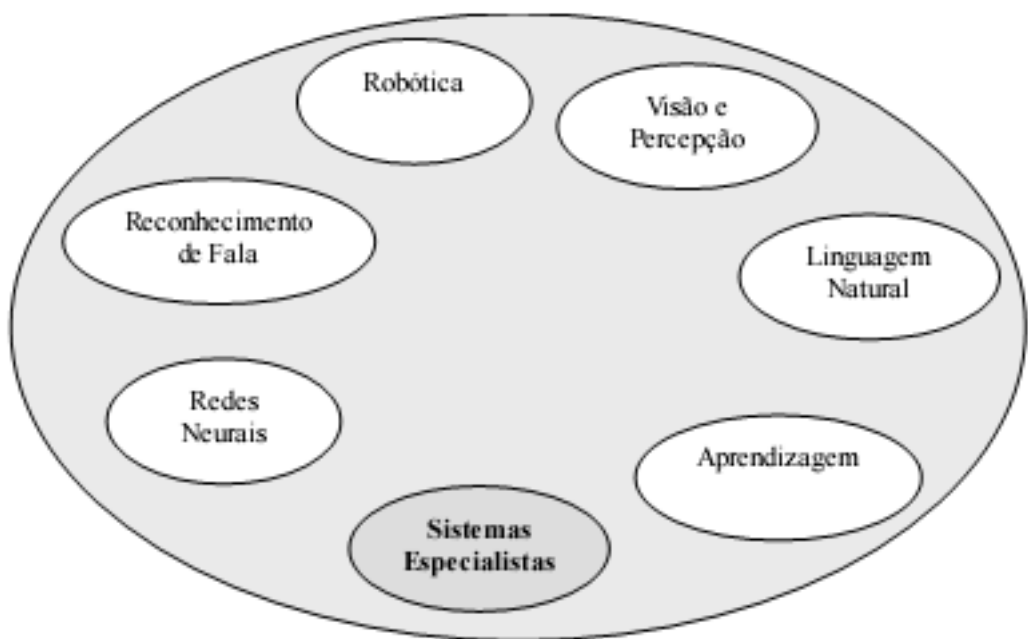 Robótica
Visão e
Percepção
Reconhecimento
de Fala
Linguagem
Natural
Redes
Neurais
Aprendizagem
Sistemas
Especialistas